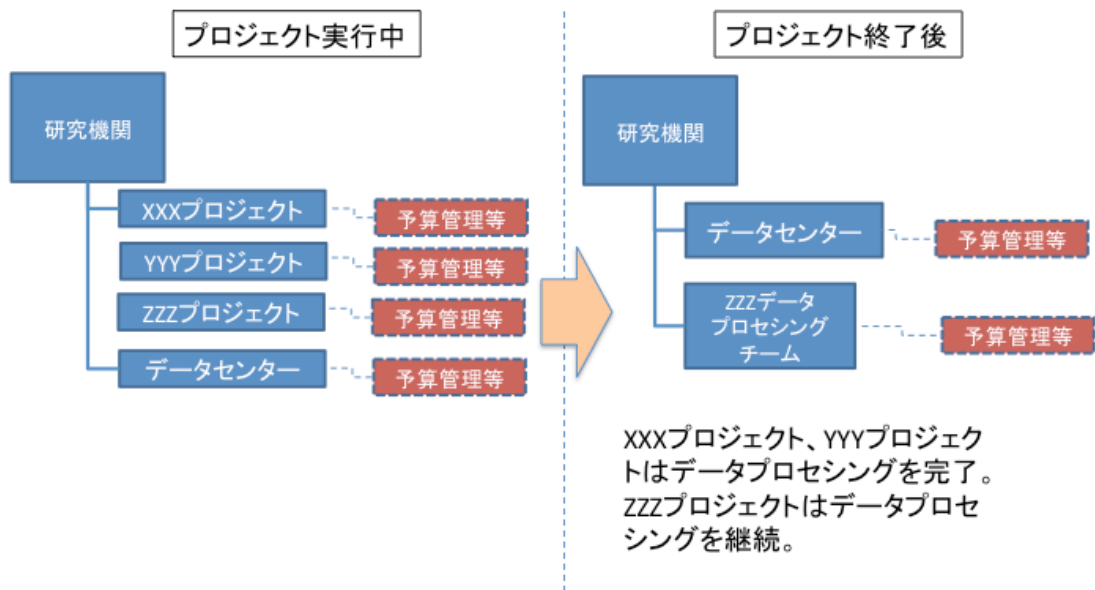 プロジェクト実行中
研究機関
XXXプロジェクト
予算管理等
YYYプロジェクト
予算管理等
ZZZプロジェクト
予算管理等
データセンター
予算管理等
プロジェクト終了後
研究機関
データセンター
予算管理等
ZZZデータ
プロセシング
チーム
予算管理等
XXXプロジェクト、YYYプロジェク
トはデータプロセシングを完了。
ZZZプロジェクトはデータプロセ
シングを継続。